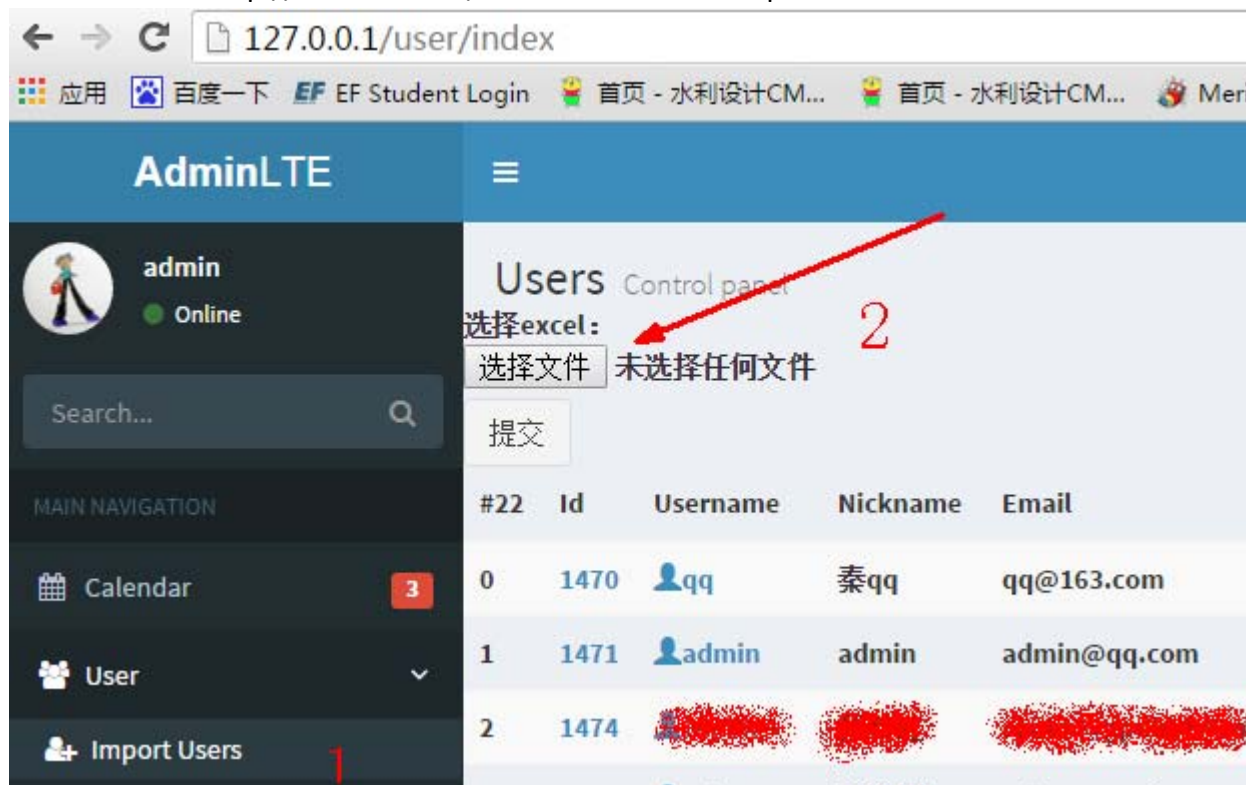 127.0.0.1/user/index
应用 百度一下 EF EF Student Login 首页 - 水利设计CM... 首页 - 水利设计CM... Meri
AdminLTE
admin
Online
Search...
MAIN NAVIGATION
Calendar 3
User
Import Users 1
Users Control panel
选择excel：
选择文件 未选择任何文件 2
提交
#22 Id Username Nickname Email
0 1470 qq 秦qq qq@163.com
1 1471 admin admin admin@qq.com
2 1474